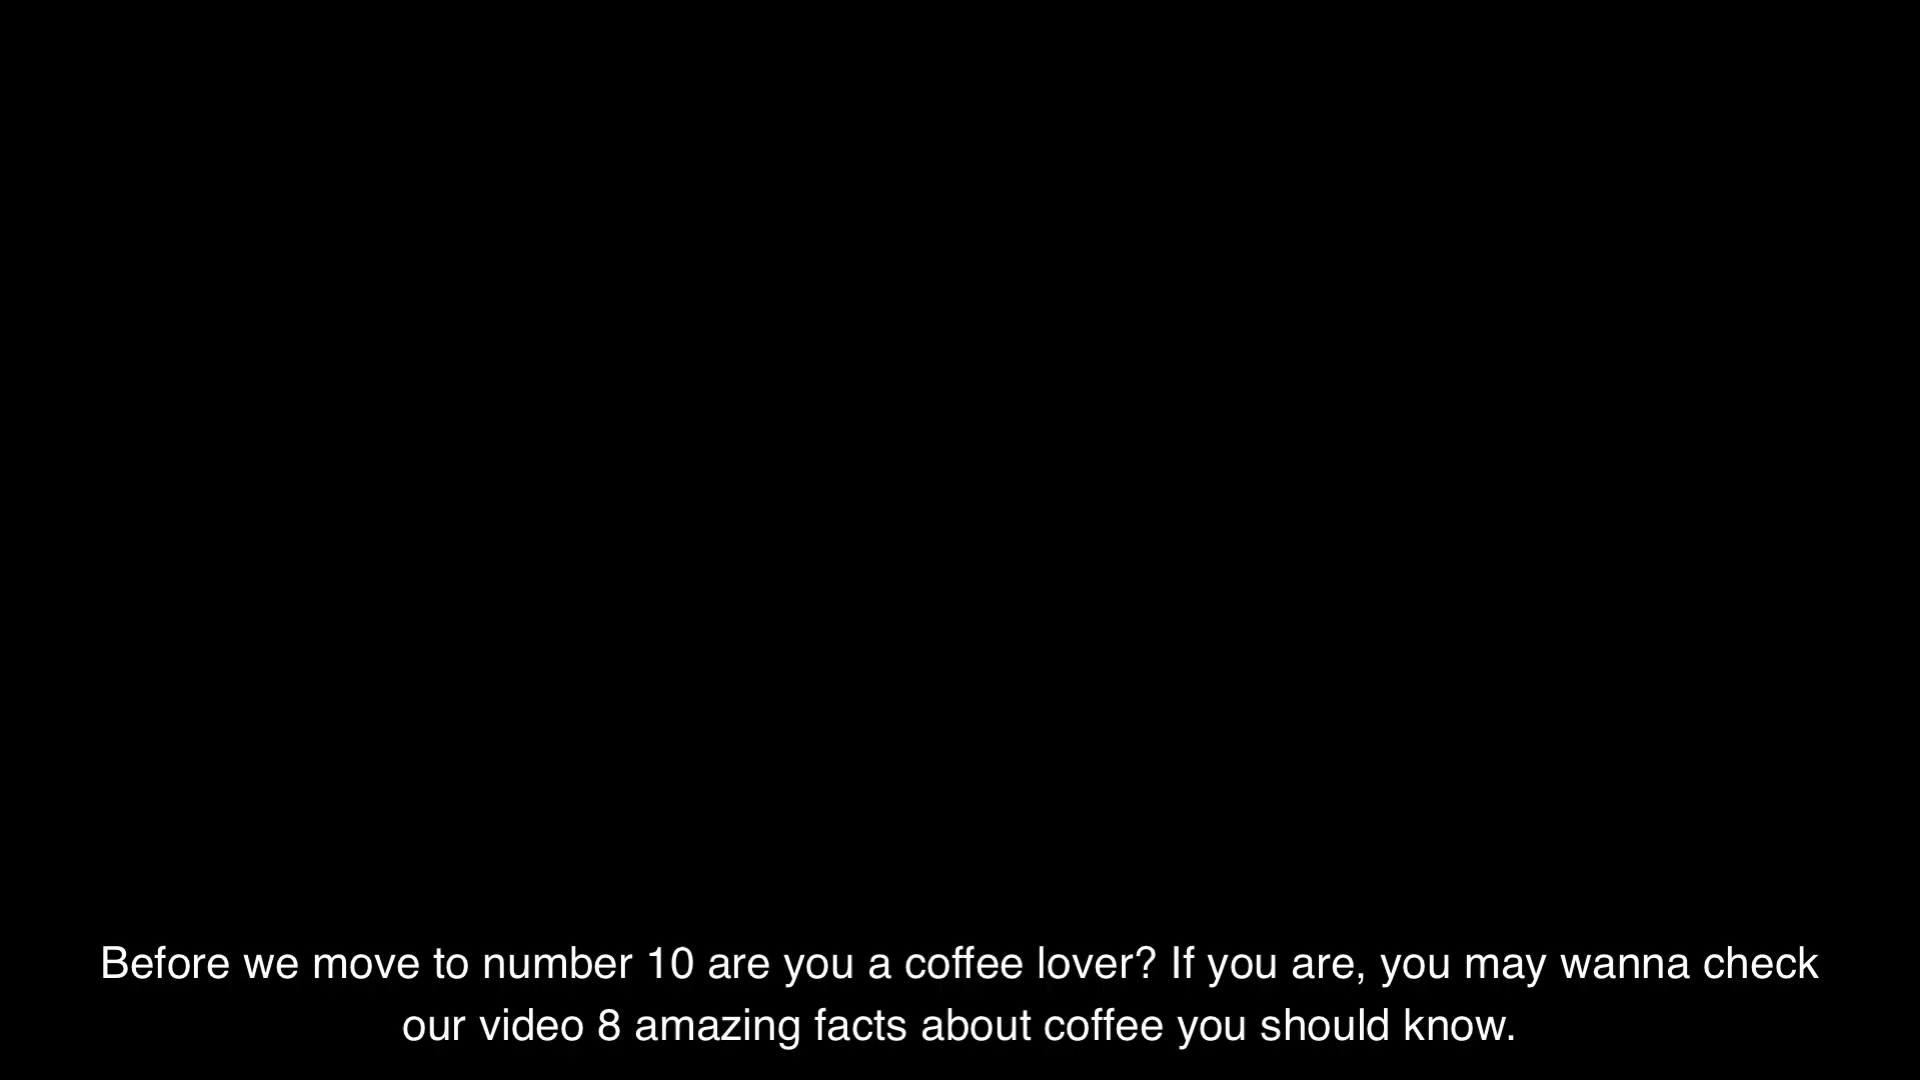 Before we move to number 10 are you a coffee lover? If you are, you may wanna check
our video 8 amazing facts about coffee you should know.